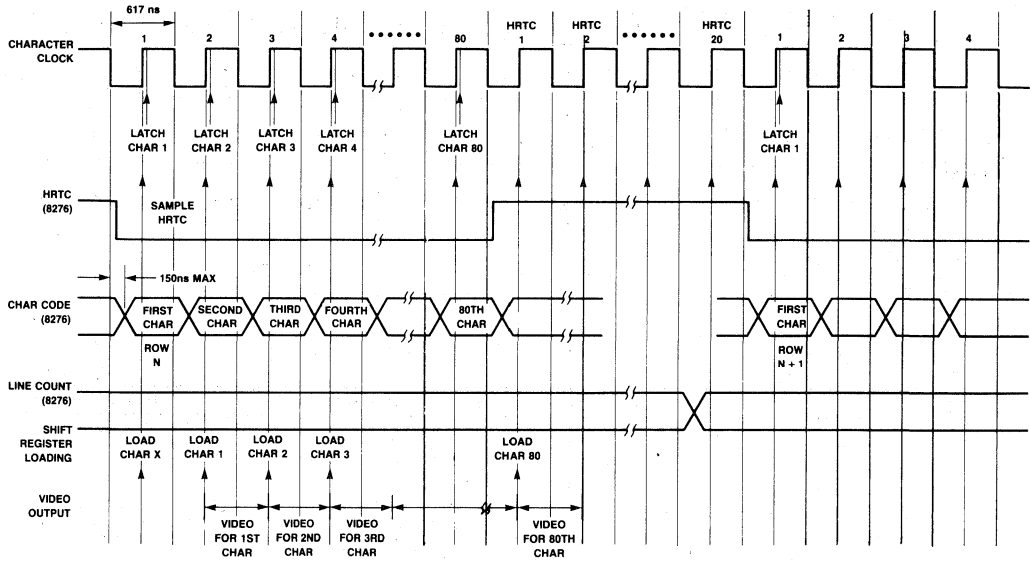 617 ns
CHARACTER
CLOCK
1
2
3
4
80
HRTC
1
HRTC
2
HRTC
20
1
2
3
4
LATCH
CHAR 1
LATCH
CHAR 2
LATCH
CHAR 3
LATCH
CHAR 4
LATCH
CHAR 80
LATCH
CHAR 1
HRTC
(8276)
SAMPLE
HRTC
150ns MAX
CHAR CODE
(8276)
FIRST
CHAR
SECOND
CHAR
THIRD
CHAR
FOURTH
CHAR
80TH
CHAR
FIRST
CHAR
ROW
N
ROW
N + 1
LINE COUNT
(8276)
SHIFT
REGISTER
LOADING
LOAD
CHAR X
LOAD
CHAR 1
LOAD
CHAR 2
LOAD
CHAR 3
LOAD
CHAR 80
VIDEO
OUTPUT
VIDEO
FOR 1ST
CHAR
VIDEO
FOR 2ND
CHAR
VIDEO
FOR 3RD
CHAR
VIDEO
FOR 80TH
CHAR